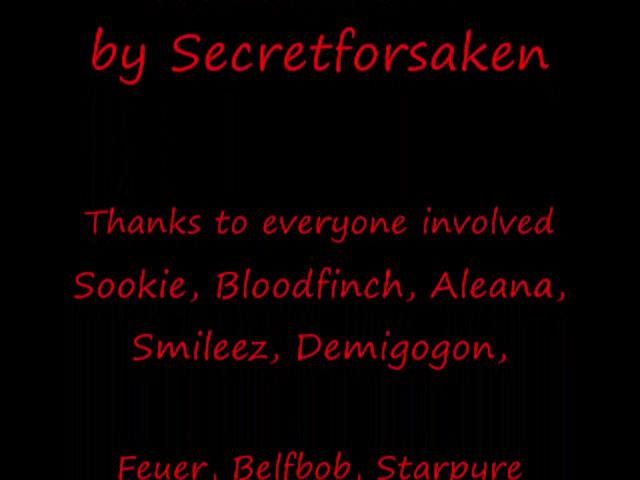 by Secretforsaken
Thanks to everyone involved
Sookie, Bloodfinch, Aleana,
Smileez, Demigogon,
Feuer, Belfbob, Starpyre